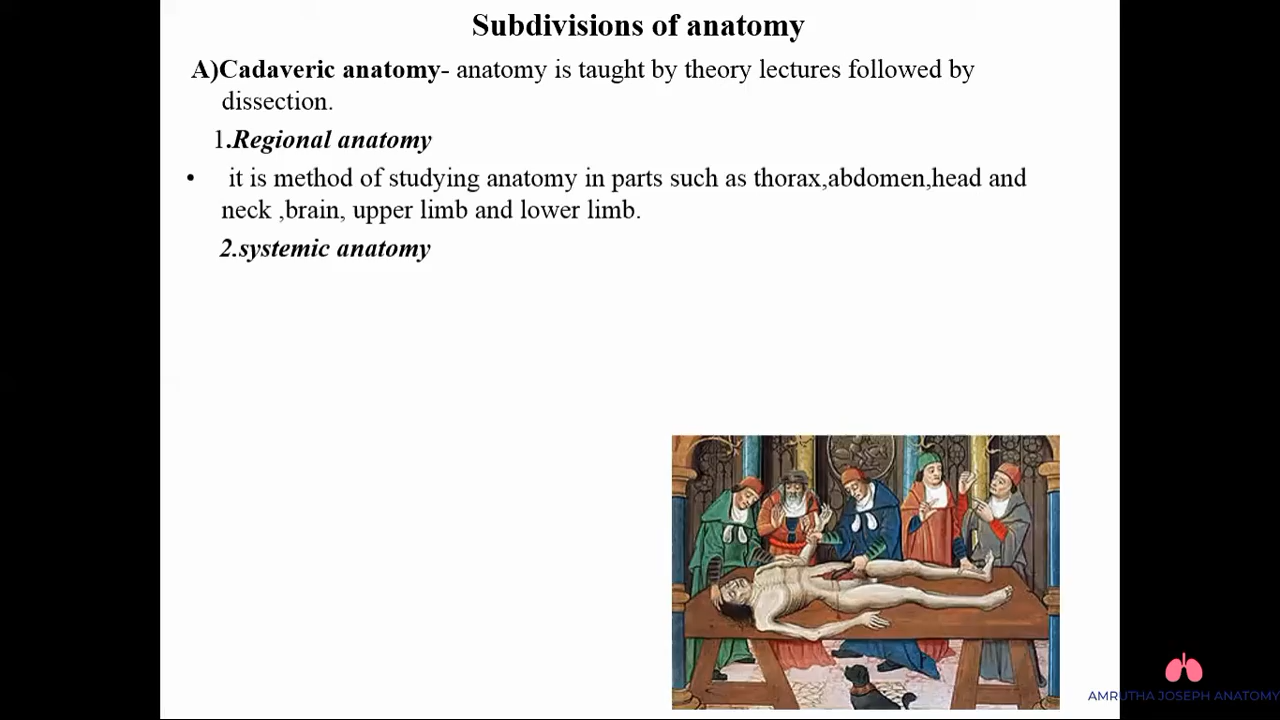 Subdivisions of anatomy
A)Cadaveric anatomy- anatomy is taught by theory lectures followed by
dissection.
1.Regional anatomy
• it is method of studying anatomy in parts such as thorax,abdomen,head and
neck ,brain, upper limb and lower limb.
2.systemic anatomy
AMRUTHA JOSEPH ANATOMY